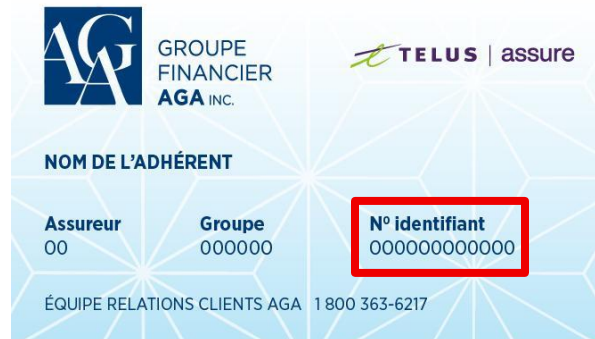 AGA
GROUPE
FINANCIER
AGA INC.
TELUS | assure
NOM DE L'ADHÉRENT
Assureur Groupe Nº identifiant
00 000000 000000000000
ÉQUIPE RELATIONS CLIENTS AGA 1 800 363-6217